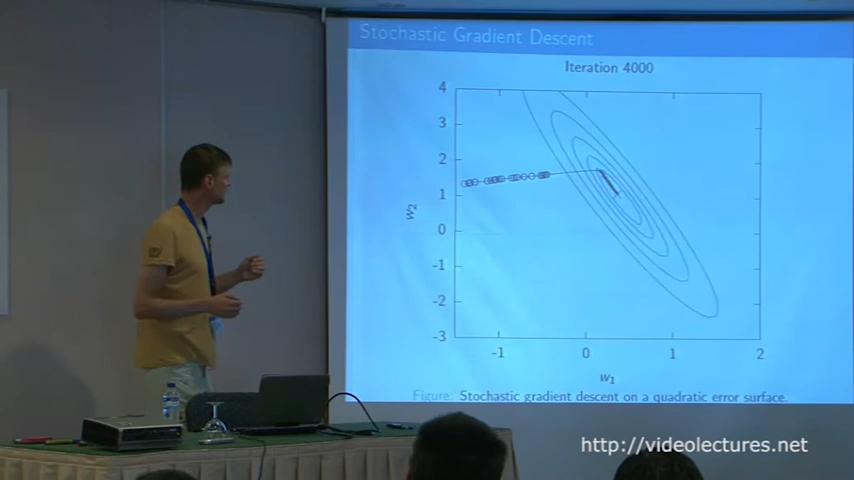 Stochastic Gradient Descent
Iteration 4000
4
3
2
1
0
-1
-2
-3
w2
-1
0
1
2
w1
Figure: Stochastic gradient descent on a quadratic error surface.
http://videolectures.net